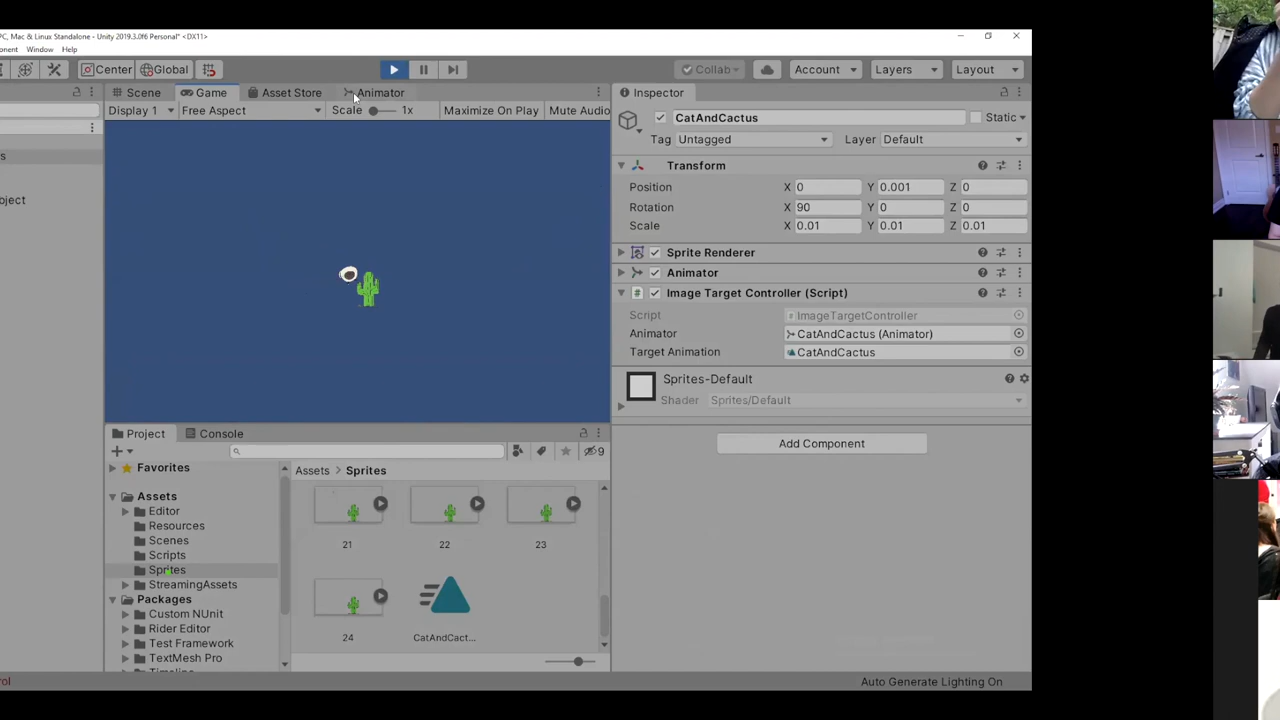 PC, Mac & Linux Standalone - Unity 2019.3.0f6 Personal* <DX11>
onent Window Help
Center Global Collab Account Layers Layout
Scene Game Asset Store Animator
Display 1 Free Aspect Scale 1x Maximize On Play Mute Audio
s
oject
Inspector
CatAndCactus Static
Tag Untagged Layer Default
Transform
Position X 0 Y 0.001 Z 0
Rotation X 90 Y 0 Z 0
Scale X 0.01 Y 0.01 Z 0.01
Sprite Renderer
Animator
Image Target Controller (Script)
Script ImageTargetController
Animator CatAndCactus (Animator)
Target Animation CatAndCactus
Sprites-Default
Shader Sprites/Default
Add Component
Project Console
9
Favorites
Assets
Editor
Resources
Scenes
Scripts
Sprites
StreamingAssets
Packages
Custom NUnit
Rider Editor
Test Framework
TextMesh Pro
Assets > Sprites
21 22 23
24 CatAndCact...
rol
Auto Generate Lighting On